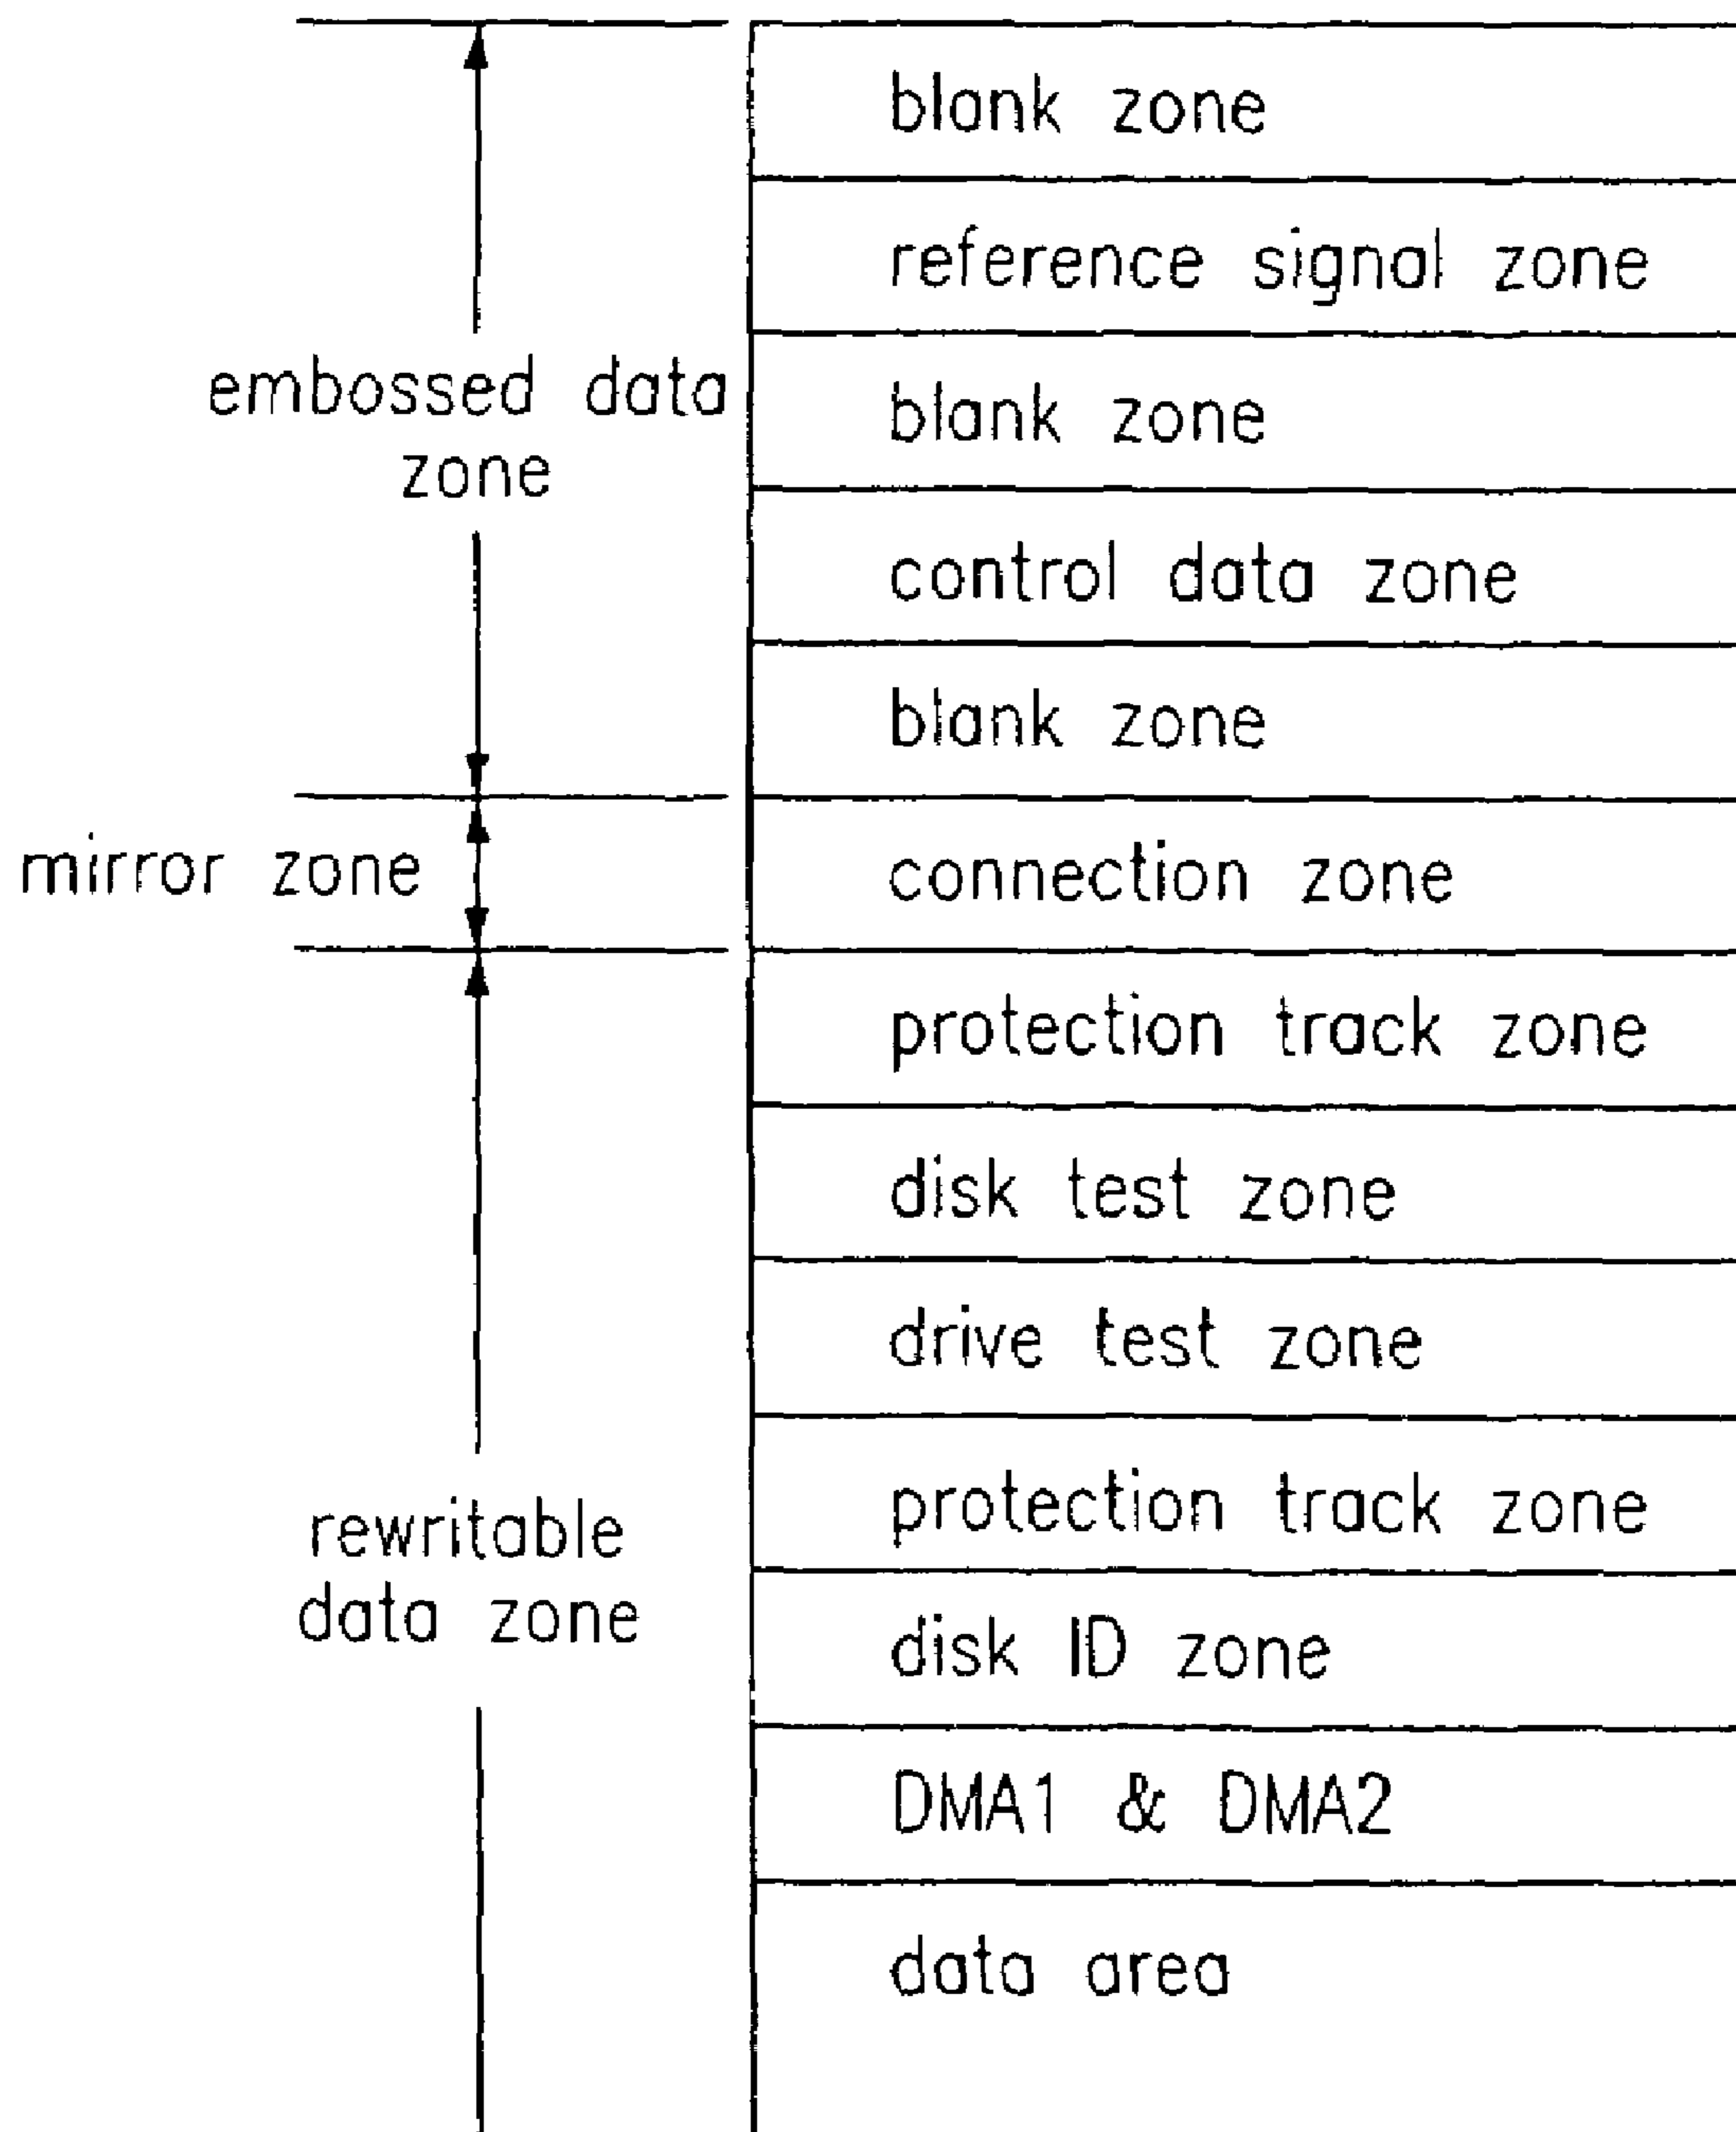 blank zone
reference signal zone
embossed data
zone
blank zone
control data zone
blank zone
mirror zone
connection zone
protection track zone
disk test zone
drive test zone
rewritable
data zone
protection track zone
disk ID zone
DMA1 & DMA2
data area